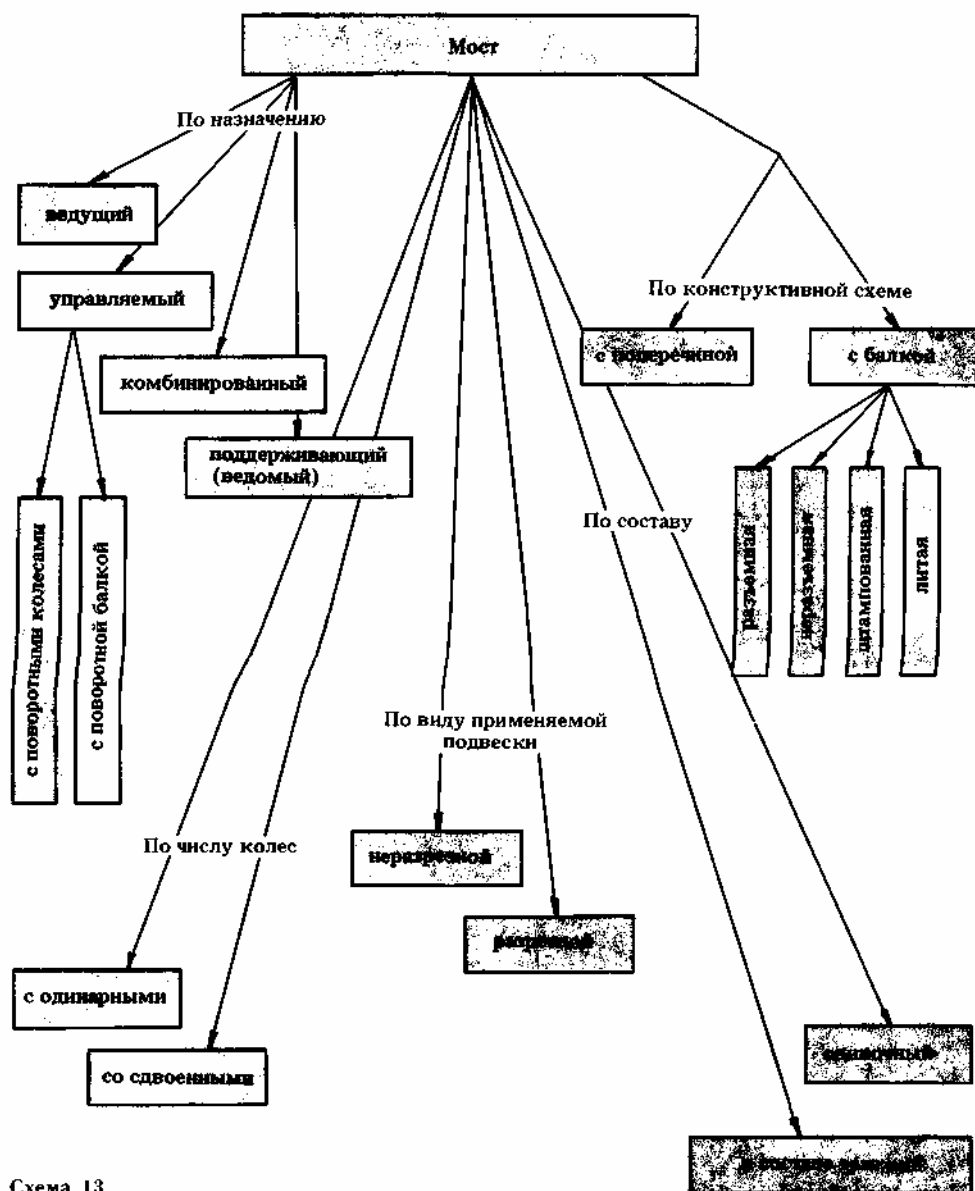 Мост
По назначению
ведущий
управляемый
комбинированный
поддерживающий
(ведомый)
с поворотными колесами
с поворотной балкой
По конструктивной схеме
с поперечиной
с балкой
разъемная
неразъемная
штампованная
литая
По составу
По виду применяемой
подвески
неразрезной
разрезной
По числу колес
с одинарными
со сдвоенными
Схема 13